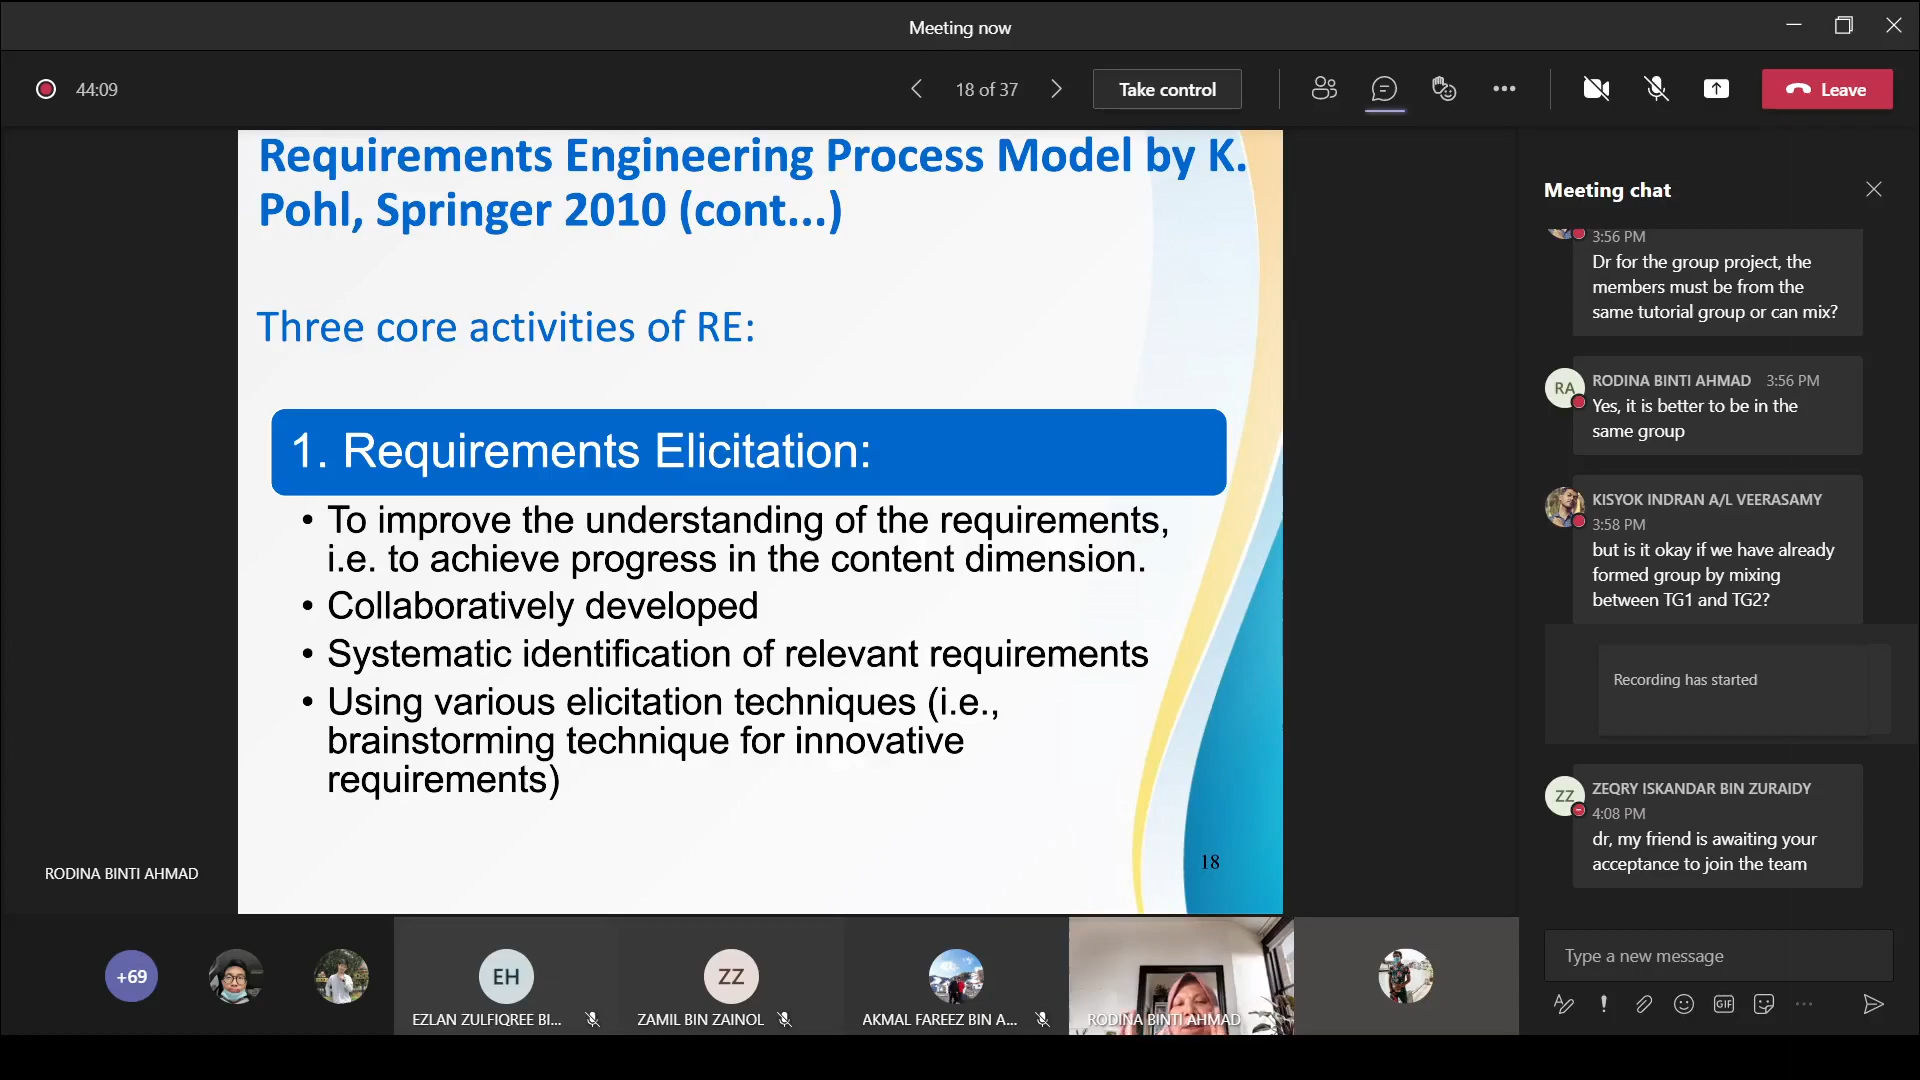 Meeting now
44:09
18 of 37
Take control
Leave
Requirements Engineering Process Model by K.
Pohl, Springer 2010 (cont...)
Three core activities of RE:
1. Requirements Elicitation:
• To improve the understanding of the requirements,
i.e. to achieve progress in the content dimension.
• Collaboratively developed
• Systematic identification of relevant requirements
• Using various elicitation techniques (i.e.,
brainstorming technique for innovative
requirements)
18
RODINA BINTI AHMAD
Meeting chat
3:56 PM
Dr for the group project, the
members must be from the
same tutorial group or can mix?
RA
RODINA BINTI AHMAD 3:56 PM
Yes, it is better to be in the
same group
KISYOK INDRAN A/L VEERASAMY
3:58 PM
but is it okay if we have already
formed group by mixing
between TG1 and TG2?
Recording has started
ZZ
ZEQRY ISKANDAR BIN ZURAIDY
4:08 PM
dr, my friend is awaiting your
acceptance to join the team
Type a new message
GIF
+69
EH
EZLAN ZULFIQREE BI...
ZZ
ZAMIL BIN ZAINOL
AKMAL FAREEZ BIN A...
RODINA BINTI AHMAD